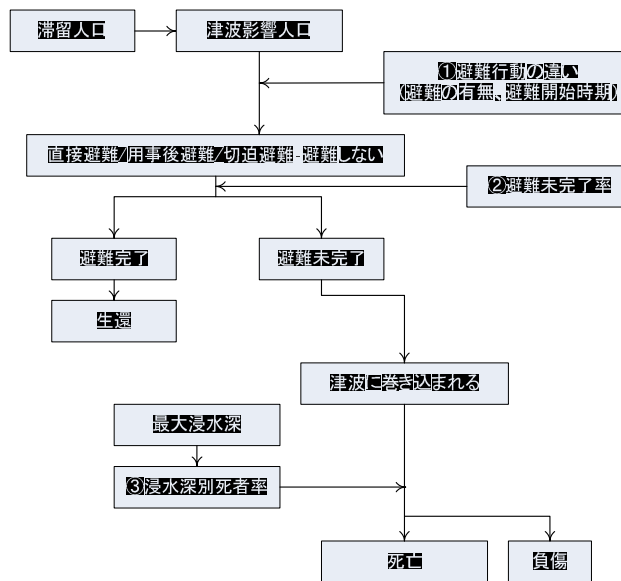 滞留人口
津波影響人口
①避難行動の違い
(避難の有無、避難開始時期)
直接避難/用事後避難/切迫避難-避難しない
②避難未完了率
避難完了
避難未完了
生還
津波に巻き込まれる
最大浸水深
③浸水深別死者率
死亡
負傷